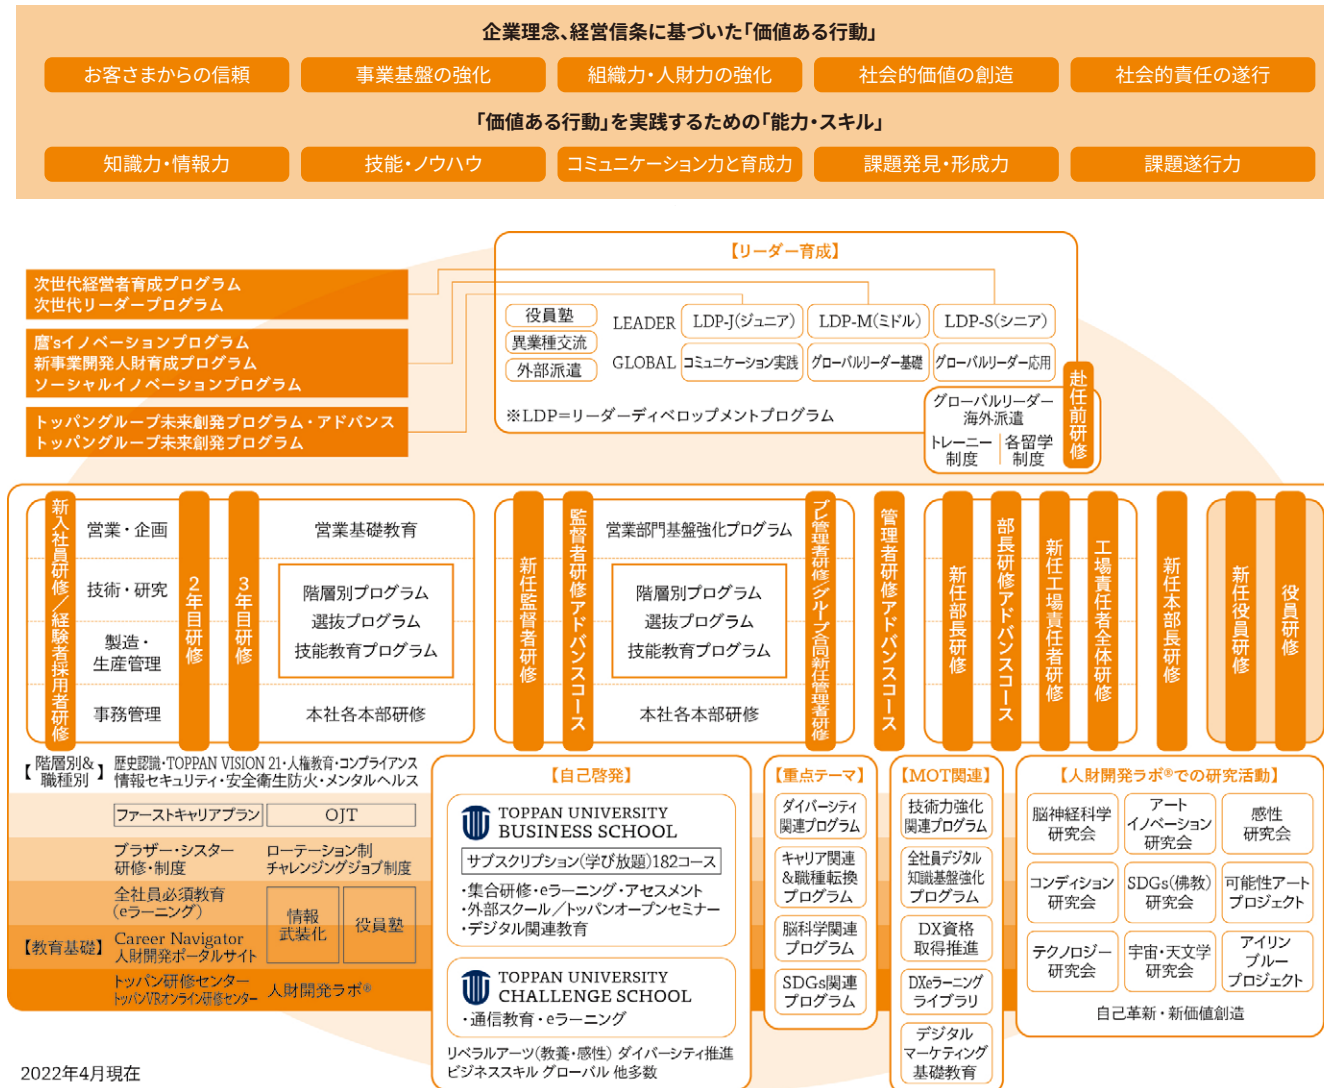 企業理念、経営信条に基づいた「価値ある行動」
お客さまからの信頼
事業基盤の強化
組織力・人財力の強化
社会的価値の創造
社会的責任の遂行
「価値ある行動」を実践するための「能力・スキル」
知識力・情報力
技能・ノウハウ
コミュニケーション力と育成力
課題発見・形成力
課題遂行力
次世代経営者育成プログラム
次世代リーダープログラム
麿'sイノベーションプログラム
新事業開発人財育成プログラム
ソーシャルイノベーションプログラム
トッパングループ未来創発プログラム・アドバンス
トッパングループ未来創発プログラム
【リーダー育成】
役員塾
異業種交流
外部派遣
LEADER
LDP-J(ジュニア)
LDP-M(ミドル)
LDP-S(シニア)
GLOBAL
コミュニケーション実践
グローバルリーダー基礎
グローバルリーダー応用
※LDP=リーダーディベロップメントプログラム
グローバルリーダー
海外派遣
トレーニー
制度
各留学
制度
赴任前研修
新入社員研修/経験者採用者研修
営業・企画
技術・研究
製造・
生産管理
事務管理
2年目研修
3年目研修
営業基礎教育
階層別プログラム
選抜プログラム
技能教育プログラム
本社各本部研修
新任監督者研修
監督者研修アドバンスコース
営業部門基盤強化プログラム
階層別プログラム
選抜プログラム
技能教育プログラム
本社各本部研修
プレ管理者研修/グループ合同新任管理者研修
管理者研修アドバンスコース
新任部長研修
部長研修アドバンスコース
新任工場責任者研修
工場責任者全体研修
新任本部長研修
新任役員研修
役員研修
【階層別&
職種別】
歴史認識・TOPPAN VISION 21・人権教育・コンプライアンス
情報セキュリティ・安全衛生防火・メンタルヘルス
ファーストキャリアプラン
OJT
ブラザー・シスター
研修・制度
ローテーション制
チャレンジングジョブ制度
全社員必須教育
(eラーニング)
情報
武装化
役員塾
【教育基礎】
Career Navigator
人財開発ポータルサイト
トッパン研修センター
トッパンVRオンライン研修センター
人財開発ラボ®
【自己啓発】
TOPPAN UNIVERSITY
BUSINESS SCHOOL
サブスクリプション(学び放題)182コース
・集合研修・eラーニング・アセスメント
・外部スクール/トッパンオープンセミナー
・デジタル関連教育
TOPPAN UNIVERSITY
CHALLENGE SCHOOL
・通信教育・eラーニング
リベラルアーツ(教養・感性) ダイバーシティ推進
ビジネススキル グローバル 他多数
【重点テーマ】
ダイバーシティ
関連プログラム
キャリア関連
&職種転換
プログラム
脳科学関連
プログラム
SDGs関連
プログラム
【MOT関連】
技術力強化
関連プログラム
全社員デジタル
知識基盤強化
プログラム
DX資格
取得推進
DXeラーニング
ライブラリ
デジタル
マーケティング
基礎教育
【人財開発ラボ®での研究活動】
脳神経科学
研究会
アート
イノベーション
研究会
感性
研究会
コンディション
研究会
SDGs(佛教)
研究会
可能性アート
プロジェクト
テクノロジー
研究会
宇宙・天文学
研究会
アイリン
ブルー
プロジェクト
自己革新・新価値創造
2022年4月現在